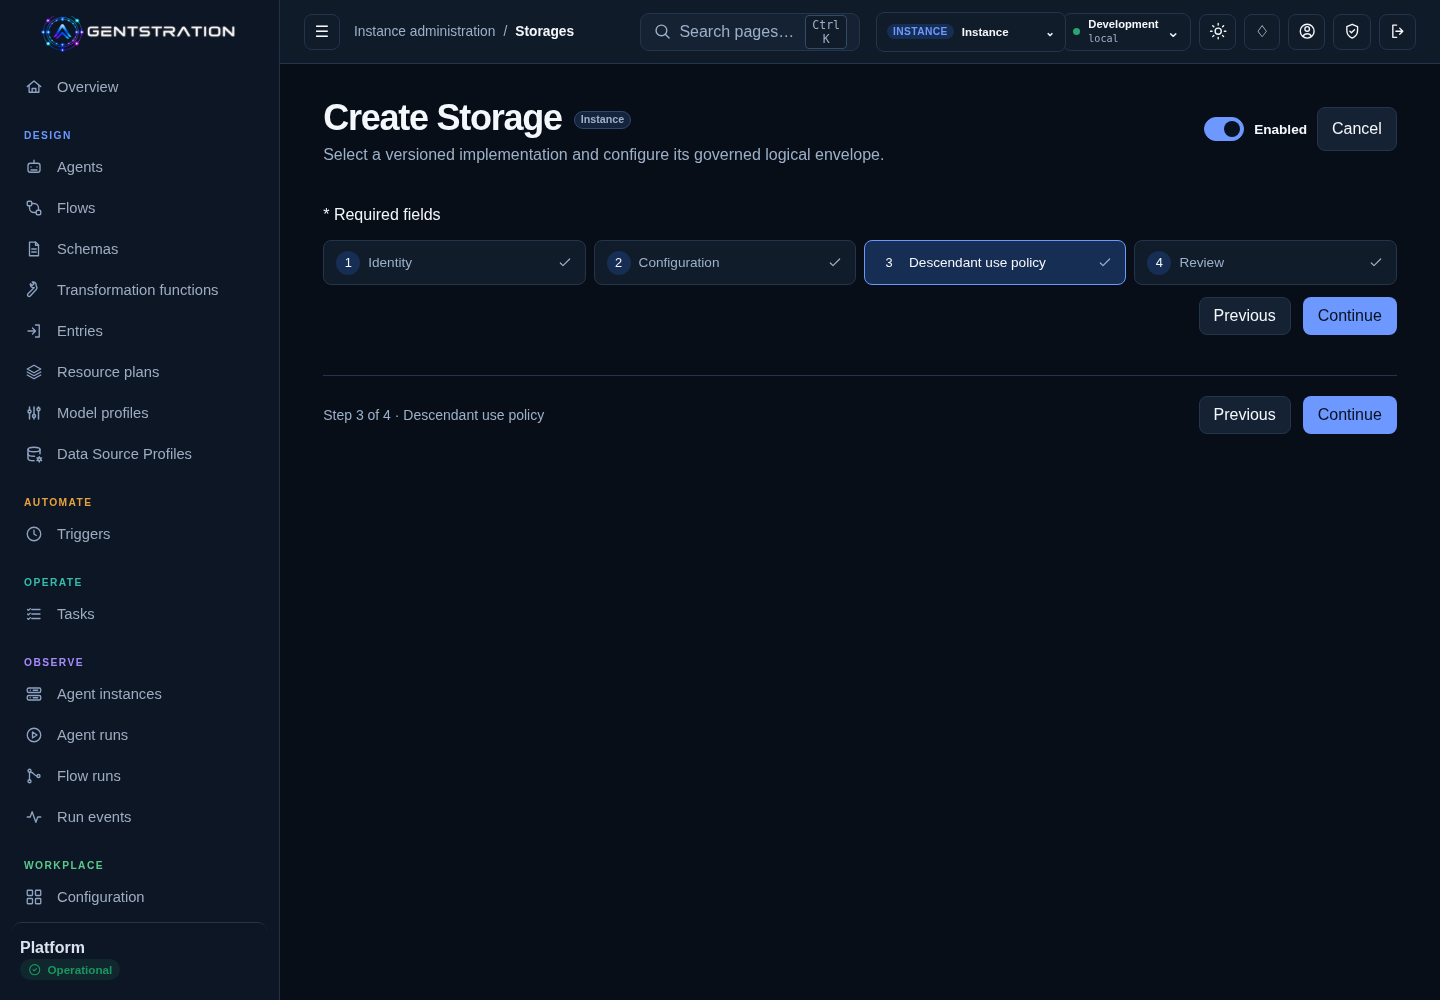 GENTSTRATION
Overview
DESIGN
Agents
Flows
Schemas
Transformation functions
Entries
Resource plans
Model profiles
Data Source Profiles
AUTOMATE
Triggers
OPERATE
Tasks
OBSERVE
Agent instances
Agent runs
Flow runs
Run events
WORKPLACE
Configuration
Platform
Operational
Instance administration / Storages
Search pages… Ctrl K
INSTANCE Instance
Development
local
Create Storage Instance
Select a versioned implementation and configure its governed logical envelope.
Enabled Cancel
* Required fields
1 Identity 2 Configuration 3 Descendant use policy 4 Review
Previous Continue
Step 3 of 4 · Descendant use policy Previous Continue